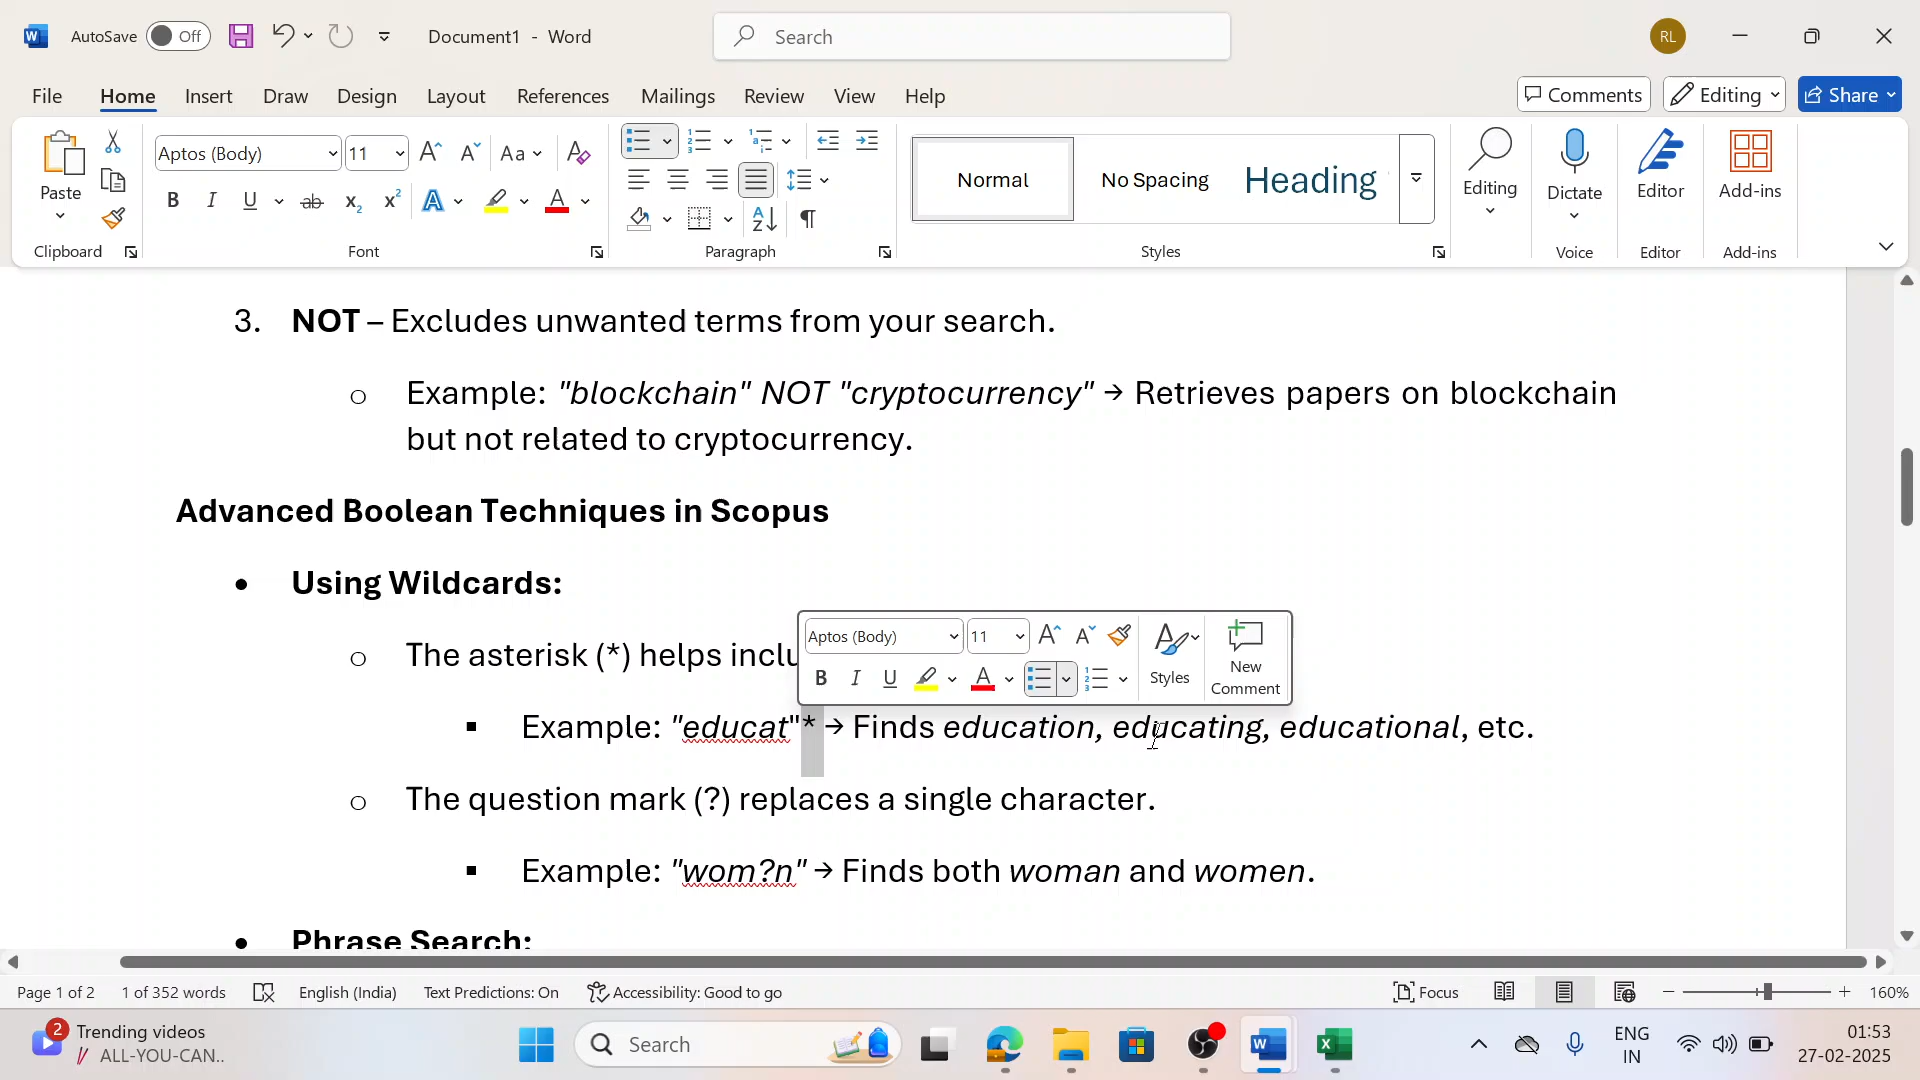 AutoSave Off Document1 - Word Search RL
File Home Insert Draw Design Layout References Mailings Review View Help Comments Editing Share
Paste Aptos (Body) 11 Aa Normal No Spacing Heading Editing Dictate Editor Add-ins
Clipboard Font Paragraph Styles Voice Editor Add-ins
3. NOT – Excludes unwanted terms from your search.
o Example: "blockchain" NOT "cryptocurrency" → Retrieves papers on blockchain
but not related to cryptocurrency.
Advanced Boolean Techniques in Scopus
• Using Wildcards:
o The asterisk (*) helps inclu
Aptos (Body) 11
B I U Styles New Comment
▪ Example: "educat"* → Finds education, educating, educational, etc.
o The question mark (?) replaces a single character.
▪ Example: "wom?n" → Finds both woman and women.
• Phrase Search:
Page 1 of 2 1 of 352 words English (India) Text Predictions: On Accessibility: Good to go Focus 160%
2 Trending videos
ALL-YOU-CAN..
Search
ENG
IN
01:53
27-02-2025